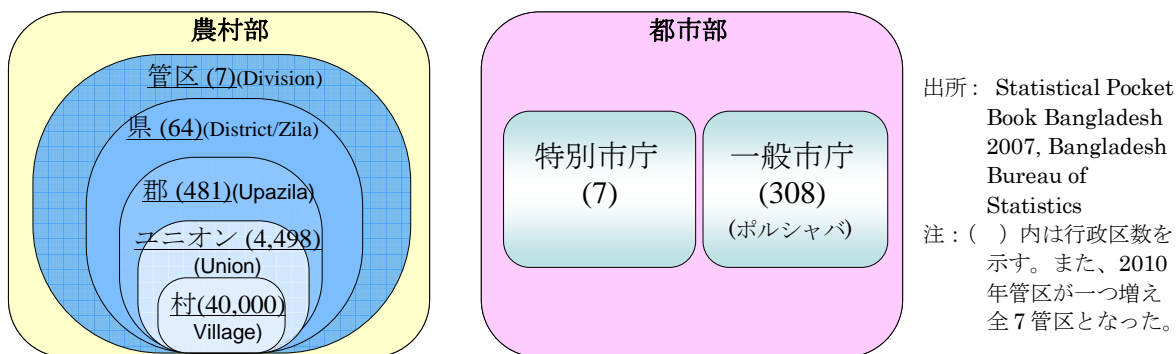 農村部
管区 (7)(Division)
県 (64)(District/Zila)
郡 (481)(Upazila)
ユニオン (4,498)
(Union)
村(40,000)
Village)
都市部
特別市庁
(7)
一般市庁
(308)
(ポルシャバ)
出所： Statistical Pocket
Book Bangladesh
2007, Bangladesh
Bureau of
Statistics
注：(　) 内は行政区数を
示す。また、2010
年管区が一つ増え
全 7 管区となった。